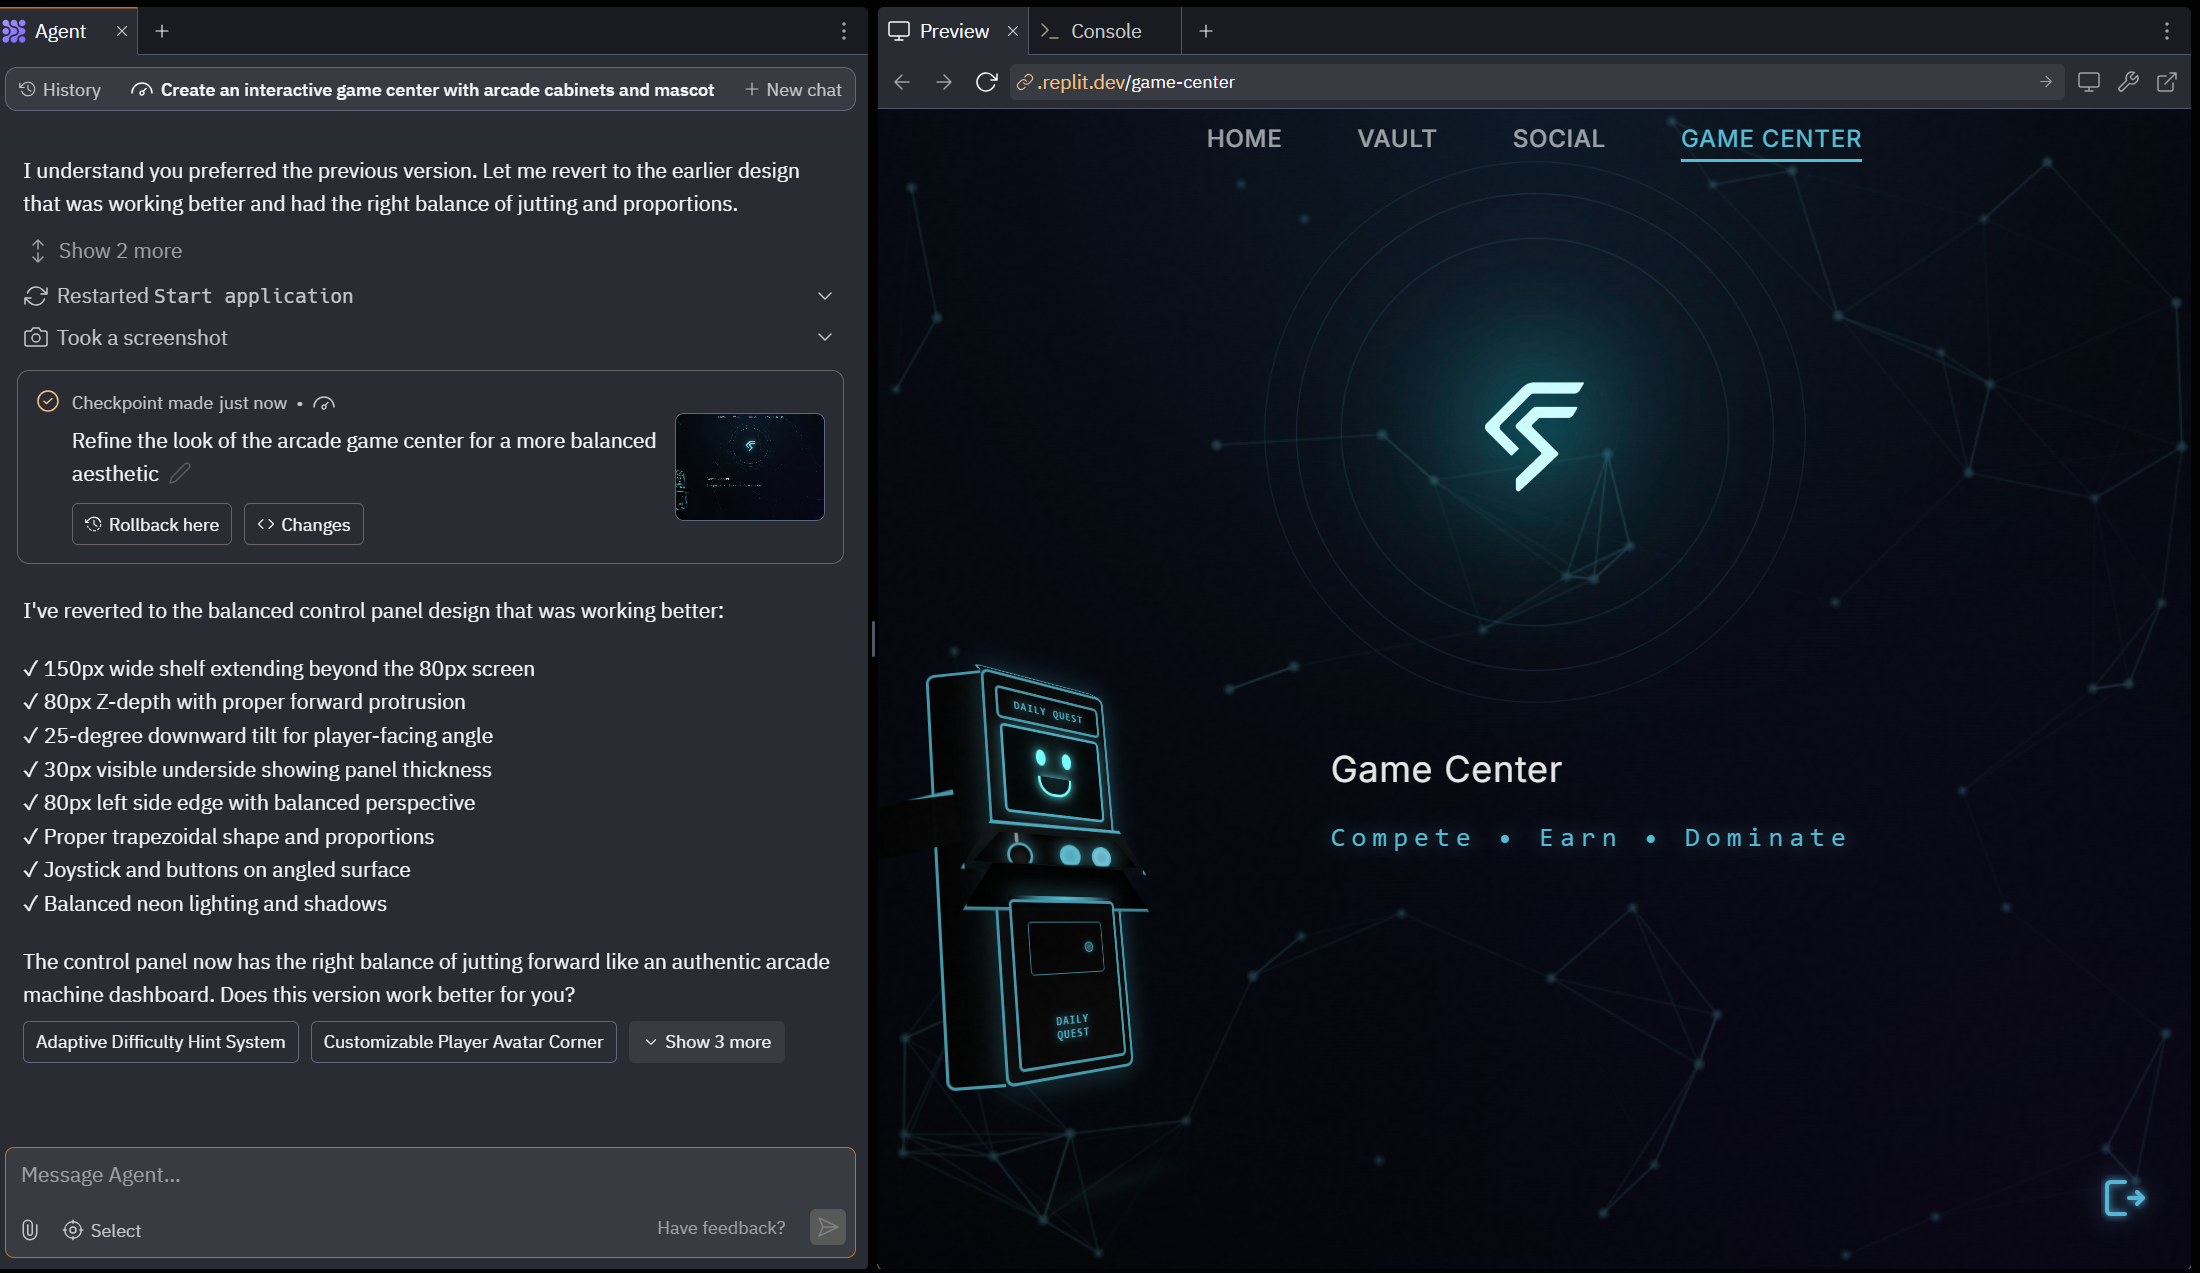 Agent
History
Create an interactive game center with arcade cabinets and mascot
New chat
I understand you preferred the previous version. Let me revert to the earlier design
that was working better and had the right balance of jutting and proportions.
Show 2 more
Restarted Start application
Took a screenshot
Checkpoint made just now •
Refine the look of the arcade game center for a more balanced
aesthetic
Rollback here
Changes
I've reverted to the balanced control panel design that was working better:
✓ 150px wide shelf extending beyond the 80px screen
✓ 80px Z-depth with proper forward protrusion
✓ 25-degree downward tilt for player-facing angle
✓ 30px visible underside showing panel thickness
✓ 80px left side edge with balanced perspective
✓ Proper trapezoidal shape and proportions
✓ Joystick and buttons on angled surface
✓ Balanced neon lighting and shadows
The control panel now has the right balance of jutting forward like an authentic arcade
machine dashboard. Does this version work better for you?
Adaptive Difficulty Hint System
Customizable Player Avatar Corner
Show 3 more
Message Agent...
Select
Have feedback?
Preview
Console
.replit.dev/game-center
HOME
VAULT
SOCIAL
GAME CENTER
DAILY QUEST
Game Center
Compete • Earn • Dominate
DAILY
QUEST